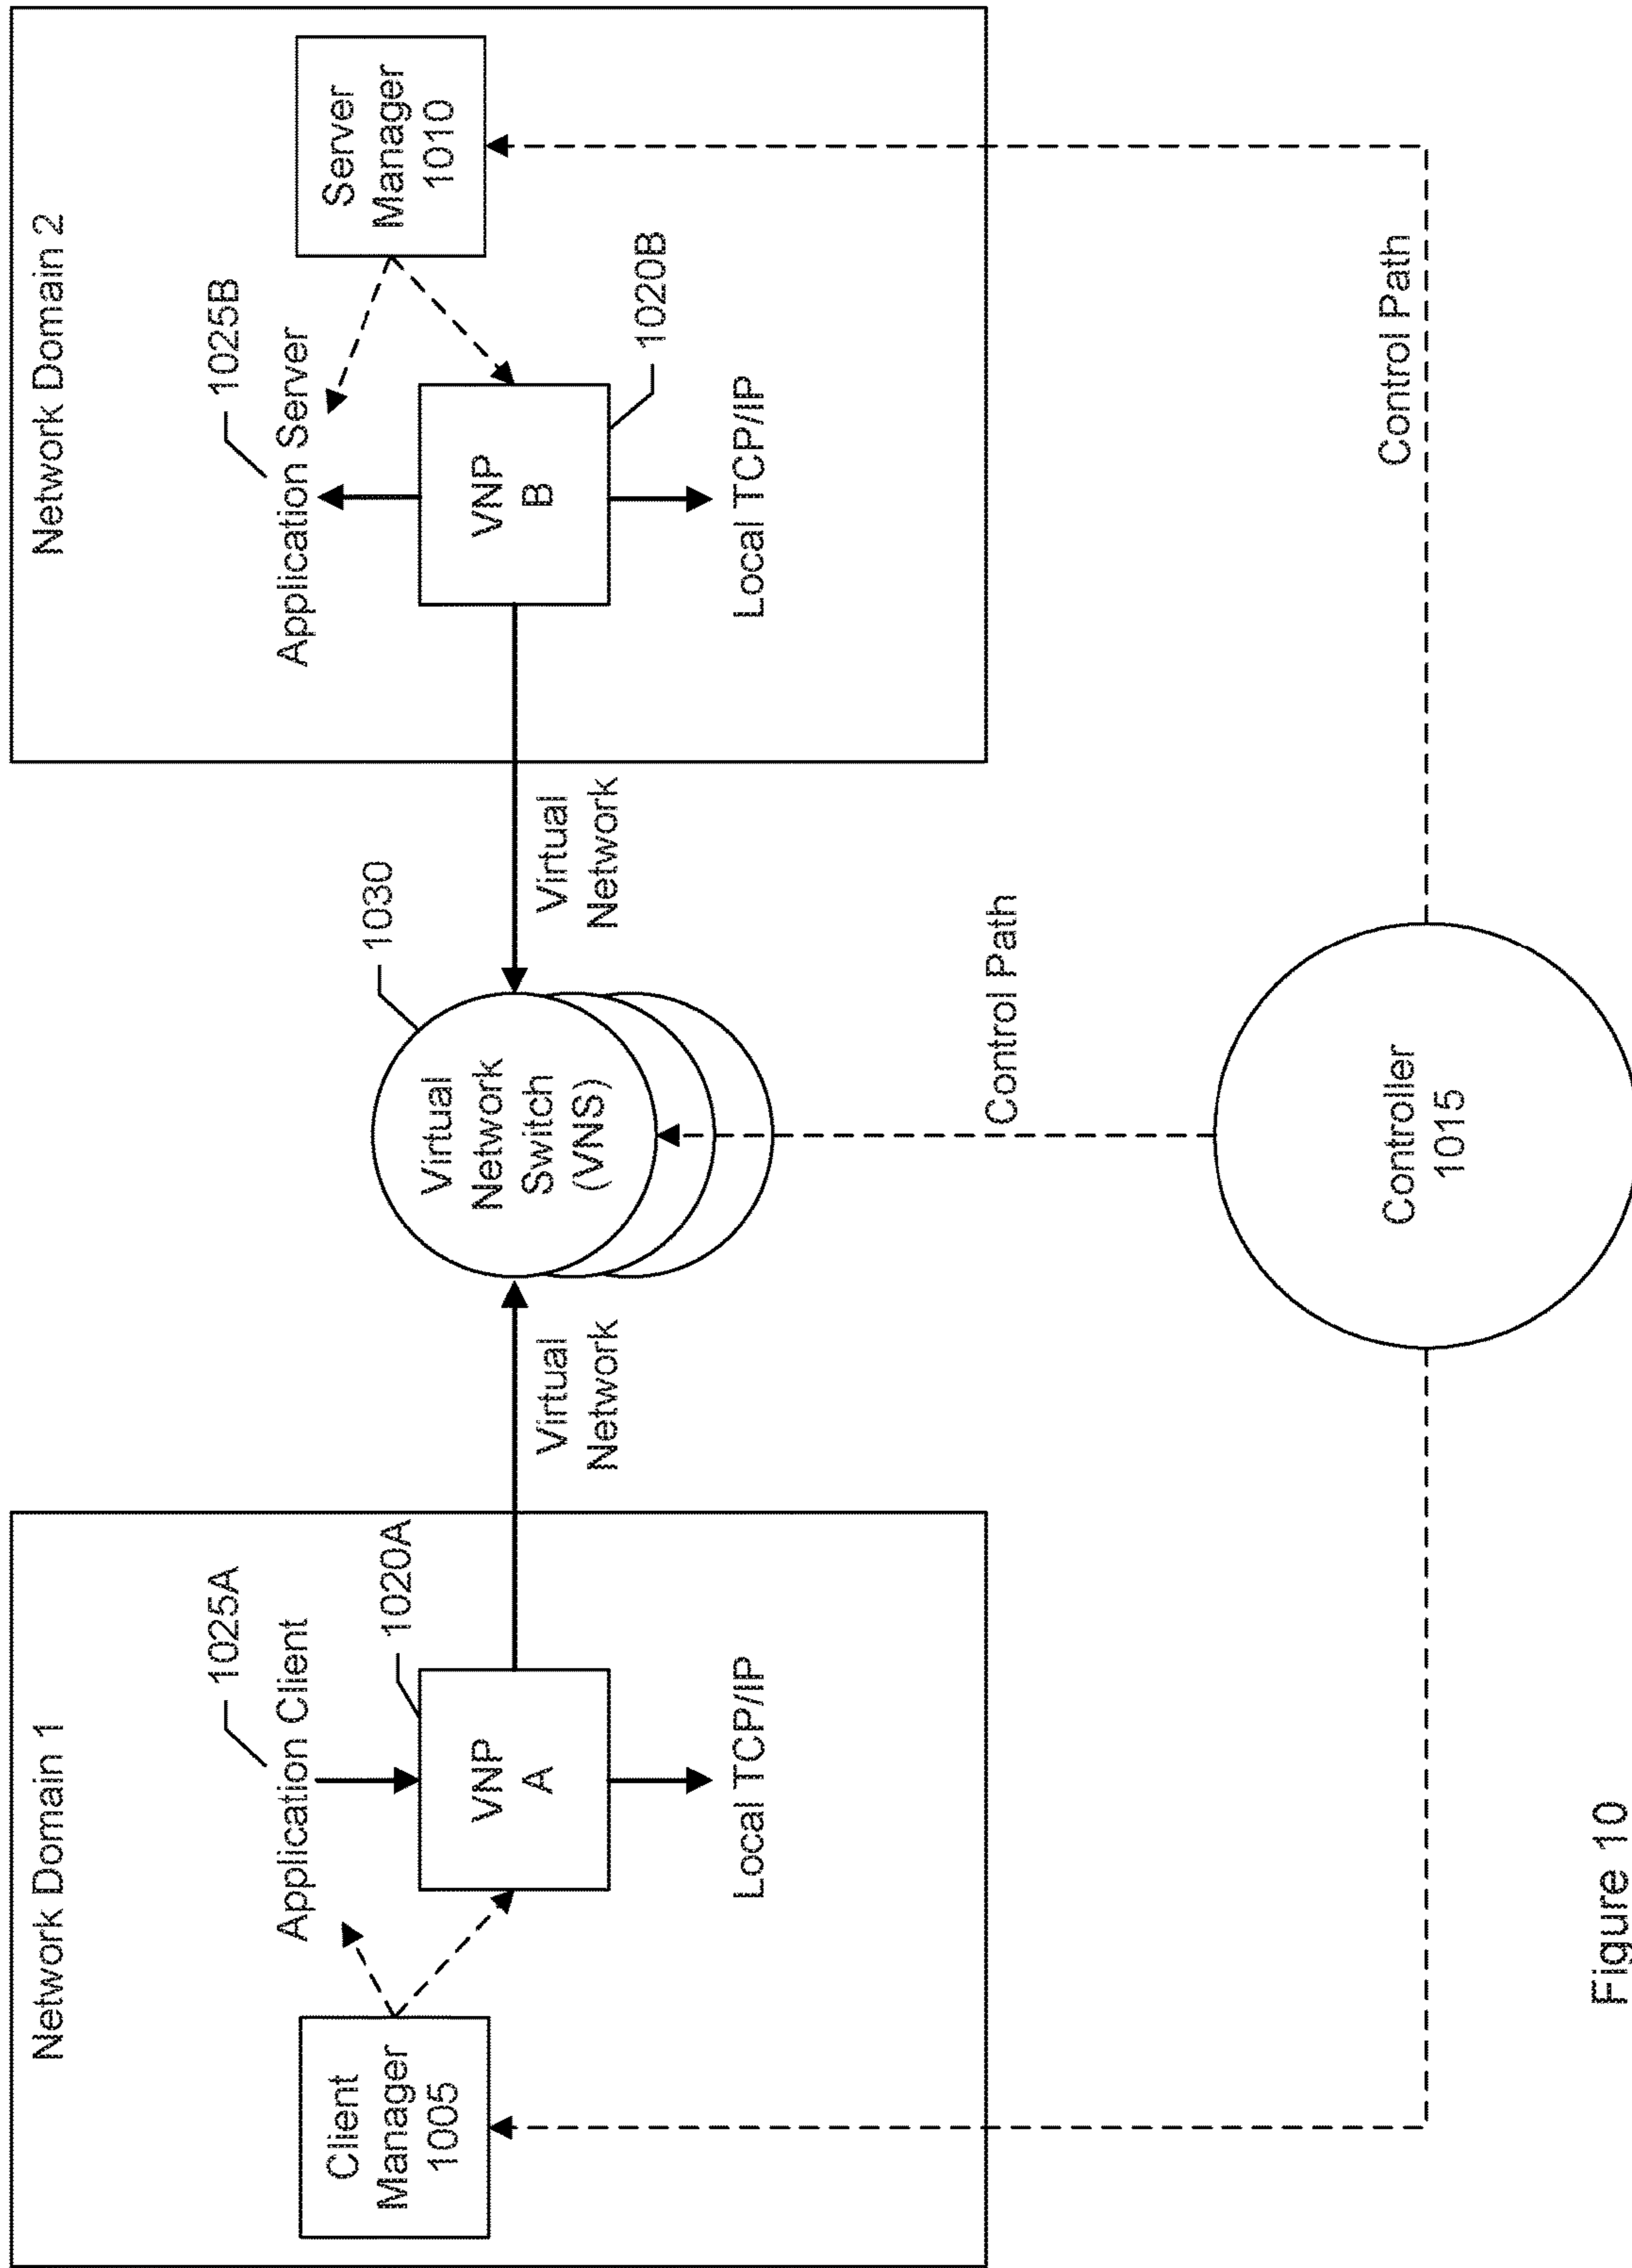 Network Domain 1
1025A
Application Client
Client
Manager
1005
1020A
VNP
A
Local TCP/IP
Virtual
Network
1030
Virtual
Network
Switch
(VNS)
Virtual
Network
Network Domain 2
1025B
Application Server
Server
Manager
1010
VNP
B
1020B
Local TCP/IP
Control Path
Control Path
Controller
1015
Figure 10